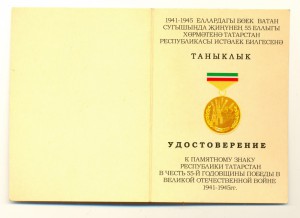 1941-1945 ЕЛЛАРДАГЫ БӨЕК ВАТАН
СУГЫШЫНДА ҖИҢҮНЕҢ 55 ЕЛЛЫГЫ
ХӨРМӘТЕНӘ ТАТАРСТАН
РЕСПУБЛИКАСЫ ИСТӘЛЕК БИЛГЕСЕНӘ
ТАНЫКЛЫК
УДОСТОВЕРЕНИЕ
К ПАМЯТНОМУ ЗНАКУ
РЕСПУБЛИКИ ТАТАРСТАН
В ЧЕСТЬ 55-Й ГОДОВЩИНЫ ПОБЕДЫ В
ВЕЛИКОЙ ОТЕЧЕСТВЕННОЙ ВОЙНЕ
1941-1945гг.